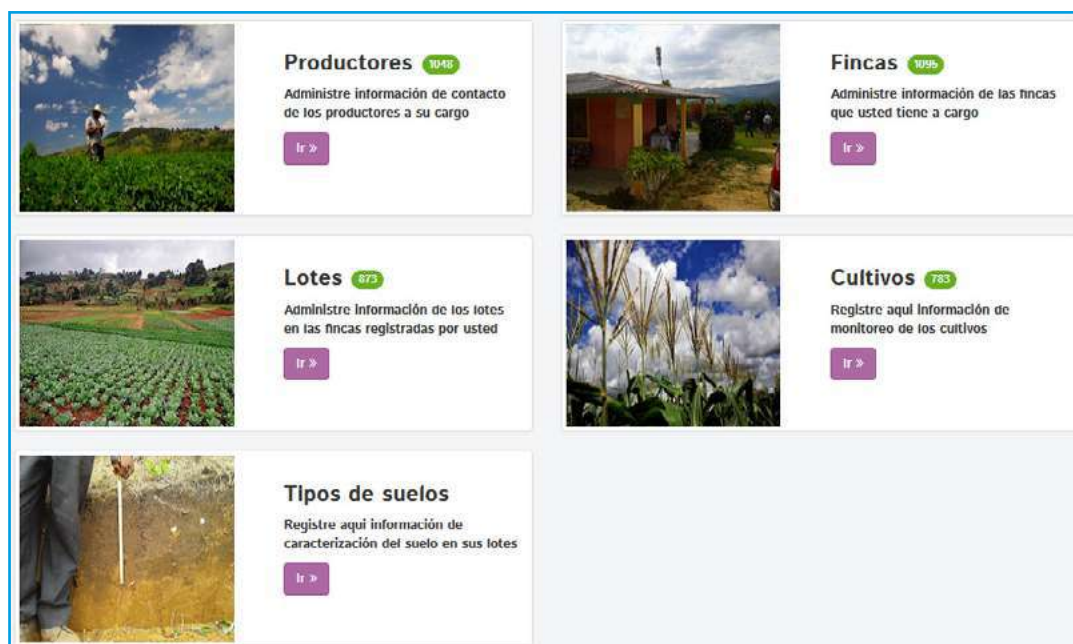 Productores 1048
Administre información de contacto
de los productores a su cargo
Ir »
Fincas 1095
Administre información de las fincas
que usted tiene a cargo
Ir »
Lotes 873
Administre información de los lotes
en las fincas registradas por usted
Ir »
Cultivos 783
Registre aqui información de
monitoreo de los cultivos
Ir »
Tipos de suelos
Registre aqui información de
caracterización del suelo en sus lotes
Ir »